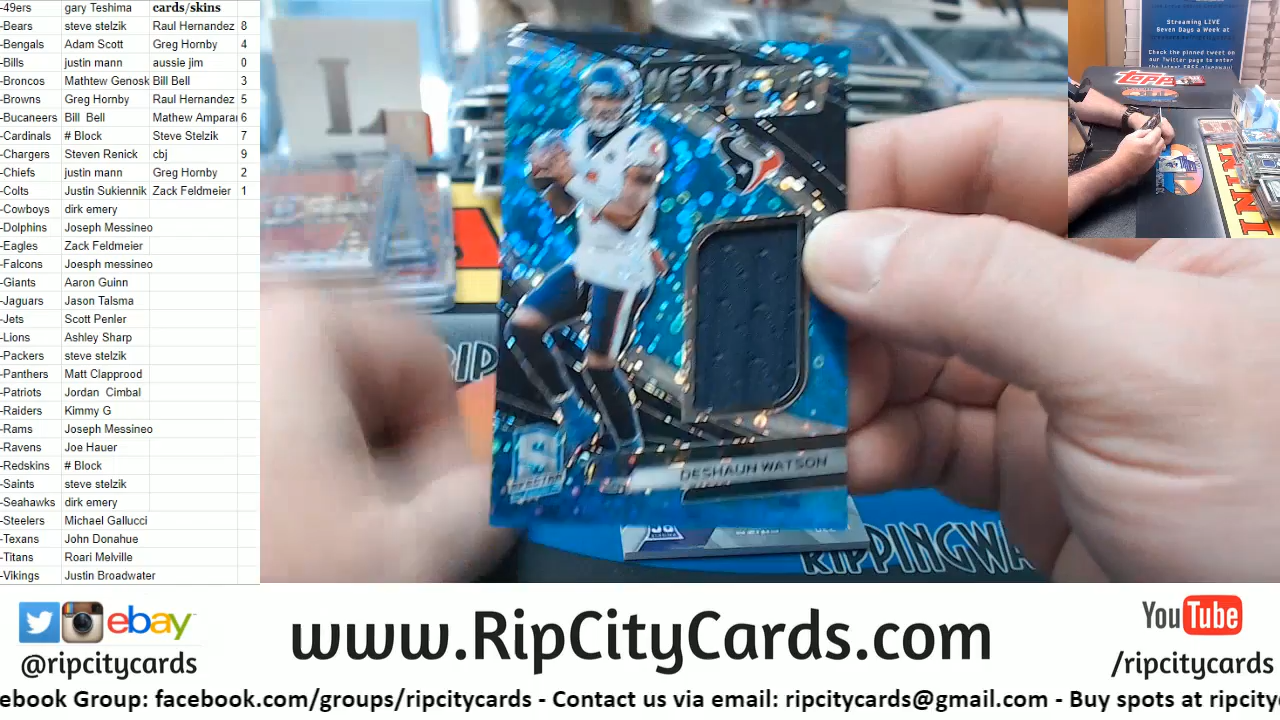 -49ers gary Teshima cards/skins
-Bears steve stelzik Raul Hernandez 8
-Bengals Adam Scott Greg Hornby 4
-Bills justin mann aussie jim 0
-Broncos Mathtew Genosk Bill Bell 3
-Browns Greg Hornby Raul Hernandez 5
-Bucaneers Bill Bell Mathew Amparar 6
-Cardinals # Block Steve Stelzik 7
-Chargers Steven Renick cbj 9
-Chiefs justin mann Greg Hornby 2
-Colts Justin Sukiennik Zack Feldmeier 1
-Cowboys dirk emery
-Dolphins Joseph Messineo
-Eagles Zack Feldmeier
-Falcons Joesph messineo
-Giants Aaron Guinn
-Jaguars Jason Talsma
-Jets Scott Penler
-Lions Ashley Sharp
-Packers steve stelzik
-Panthers Matt Clapprood
-Patriots Jordan Cimbal
-Raiders Kimmy G
-Rams Joseph Messineo
-Ravens Joe Hauer
-Redskins # Block
-Saints steve stelzik
-Seahawks dirk emery
-Steelers Michael Gallucci
-Texans John Donahue
-Titans Roari Melville
-Vikings Justin Broadwater
NEXT
DESHAUN WATSON
RIP
RIPPINGWA
Streaming LIVE
Seven Days a Week at
Check the pinned tweet on
our Twitter page to enter
the latest FREE giveaway!
TOPPS
PANINI
ebay
@ripcitycards
www.RipCityCards.com
YouTube
/ripcitycards
ebook Group: facebook.com/groups/ripcitycards - Contact us via email: ripcitycards@gmail.com - Buy spots at ripcity